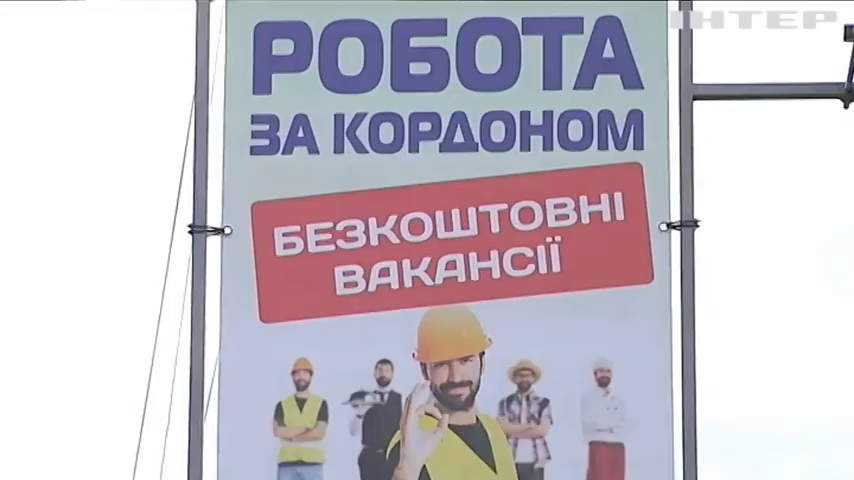 ІНТЕР
РОБОТА
ЗА КОРДОНОМ
БЕЗКОШТОВНІ
ВАКАНСІЇ